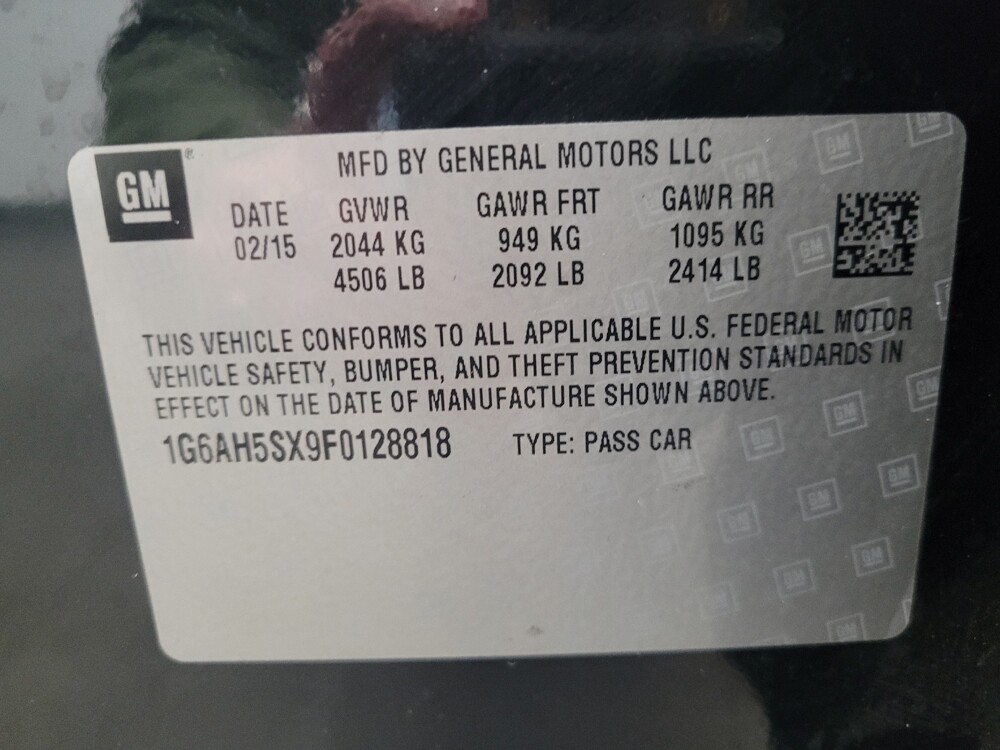 GM
MFD BY GENERAL MOTORS LLC
DATE GVWR GAWR FRT GAWR RR
02/15 2044 KG 949 KG 1095 KG
4506 LB 2092 LB 2414 LB
THIS VEHICLE CONFORMS TO ALL APPLICABLE U.S. FEDERAL MOTOR
VEHICLE SAFETY, BUMPER, AND THEFT PREVENTION STANDARDS IN
EFFECT ON THE DATE OF MANUFACTURE SHOWN ABOVE.
1G6AH5SX9F0128818 TYPE: PASS CAR